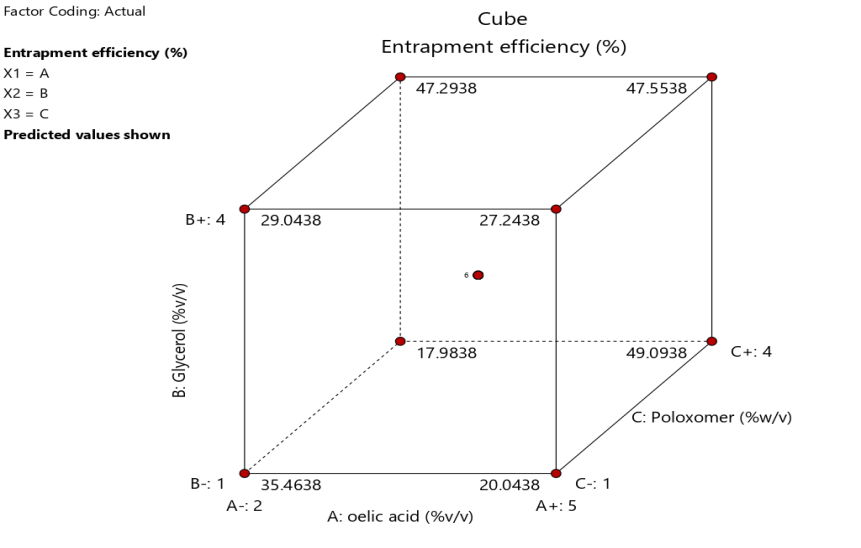 Factor Coding: Actual
Cube
Entrapment efficiency (%)
Entrapment efficiency (%)
X1 = A
X2 = B
X3 = C
Predicted values shown
47.2938
47.5538
B+: 4
29.0438
27.2438
6
B: Glycerol (%v/v)
17.9838
49.0938
C+: 4
C: Poloxomer (%w/v)
B-: 1
35.4638
20.0438
C-: 1
A-: 2
A+: 5
A: oelic acid (%v/v)